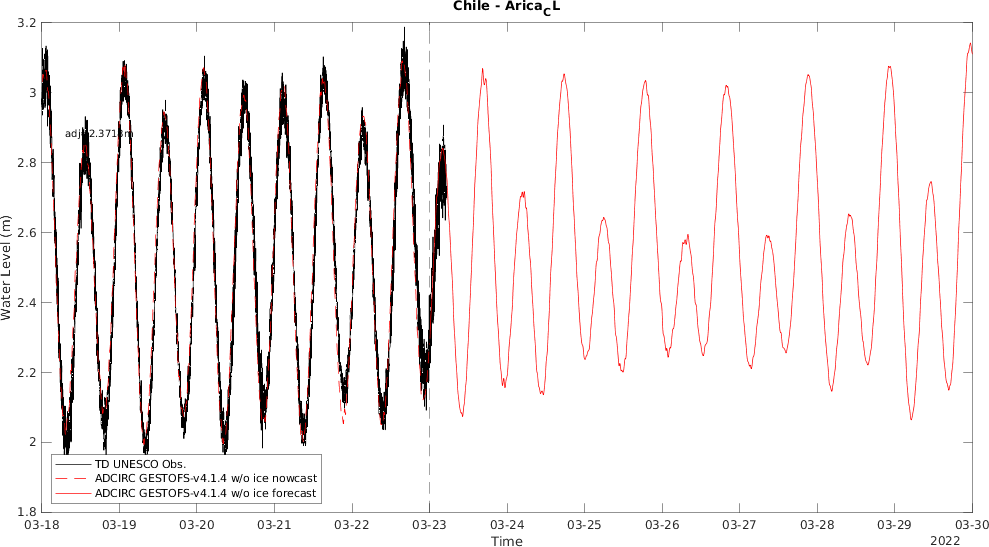 Chile - Arica_CL
3.2
3
2.8
2.6
2.4
2.2
2
1.8
Water Level (m)
TD UNESCO Obs.
ADCIRC GESTOFS-v4.1.4 w/o ice nowcast
ADCIRC GESTOFS-v4.1.4 w/o ice forecast
03-18 03-19 03-20 03-21 03-22 03-23 03-24 03-25 03-26 03-27 03-28 03-29 03-30
Time
2022